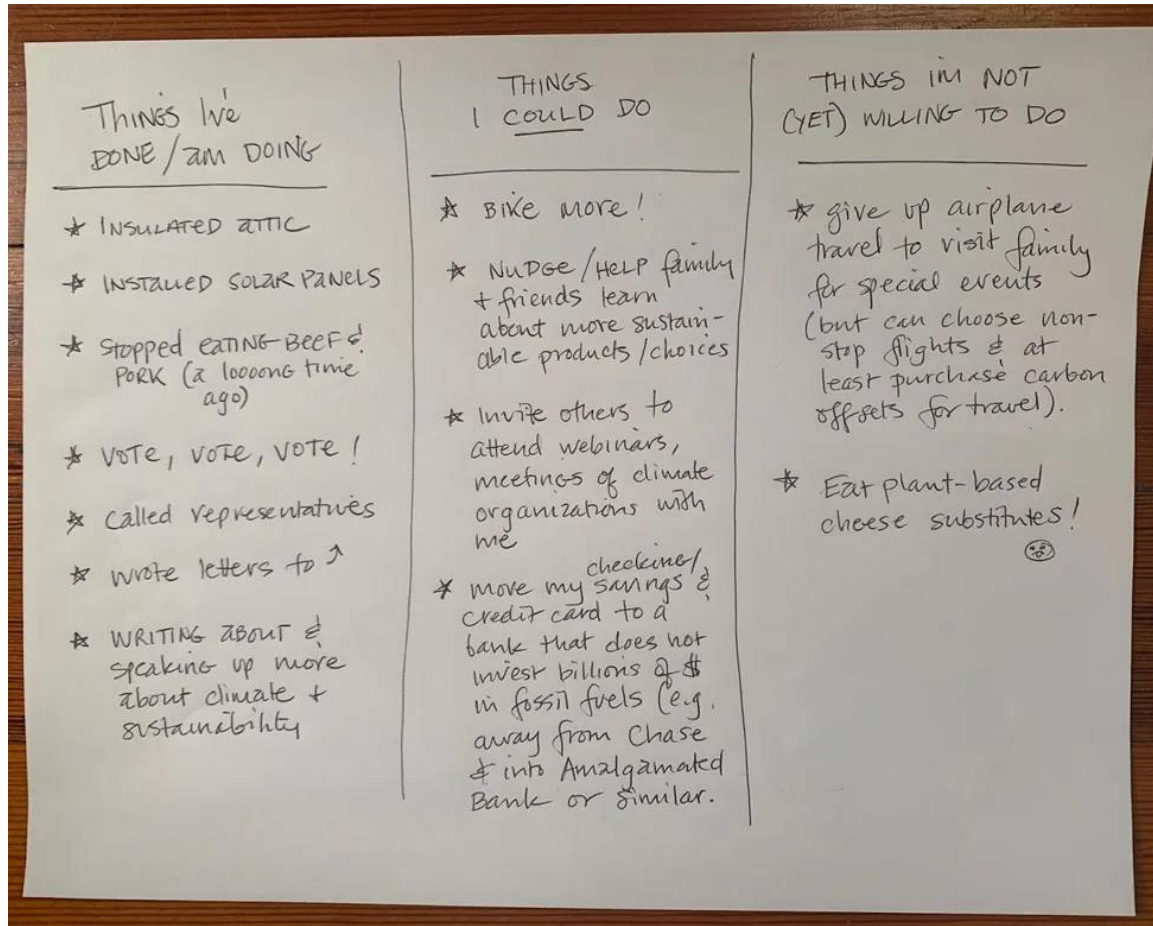 Things I've
DONE / am DOING
★ INSULATED ATTIC
★ INSTALLED SOLAR PANELS
★ Stopped eating BEEF &
PORK (a loooong time
ago)
★ VOTE, VOTE, VOTE !
★ called representatives
★ wrote letters to ↗
★ WRITING ABOUT &
speaking up more
about climate +
sustainability
THINGS
I COULD DO
★ BIKE more !
★ NUDGE / HELP family
+ friends learn
about more sustain-
able products / choices
★ Invite others to
attend webinars,
meetings of climate
organizations with
me
checking/
★ move my savings &
credit card to a
bank that does not
invest billions of $
in fossil fuels (e.g.
away from Chase
& into Amalgamated
Bank or similar.
THINGS I'M NOT
(YET) WILLING TO DO
★ give up airplane
travel to visit family
for special events
(but can choose non-
stop flights & at
least purchase carbon
offsets for travel).
★ Eat plant-based
cheese substitutes !